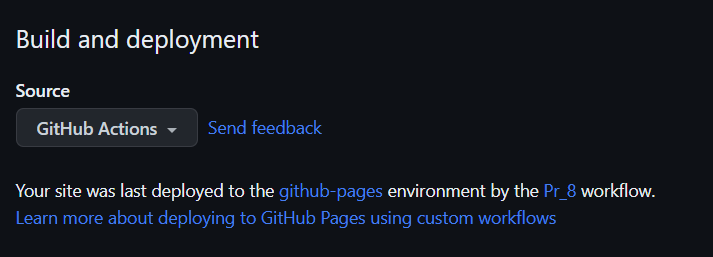 Build and deployment
Source
GitHub Actions
Send feedback
Your site was last deployed to the github-pages environment by the Pr_8 workflow.
Learn more about deploying to GitHub Pages using custom workflows